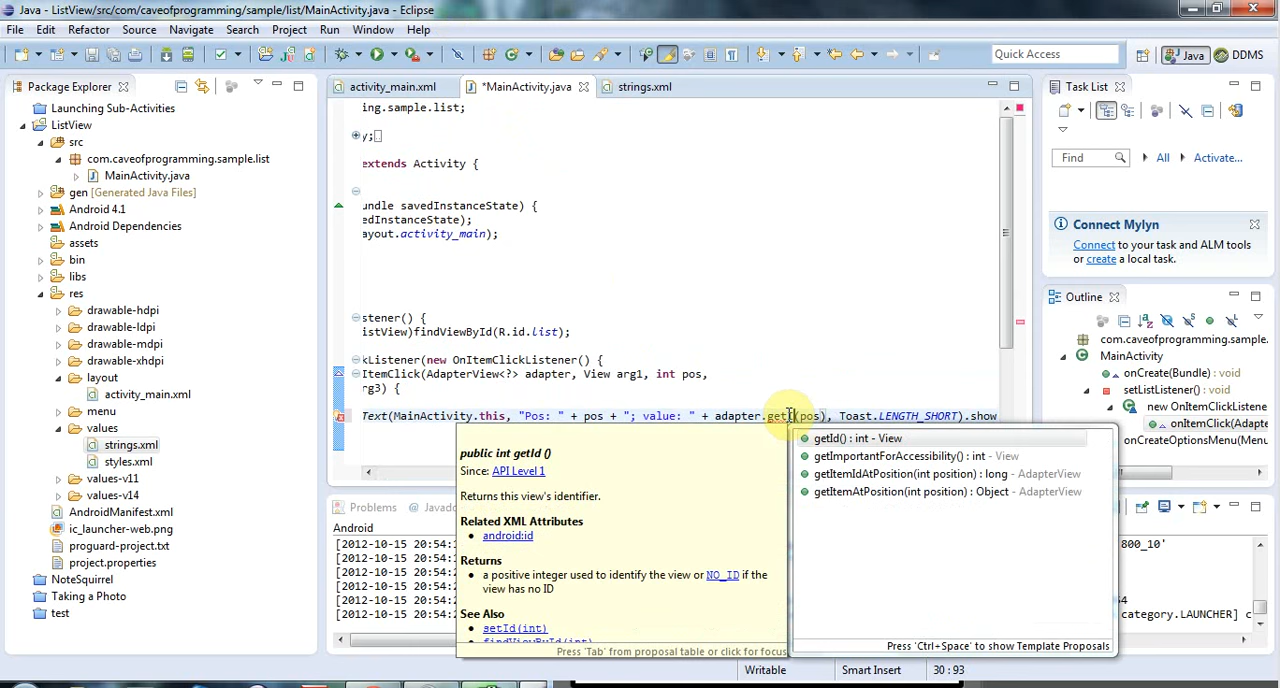 Java - ListView/src/com/caveofprogramming/sample/list/MainActivity.java - Eclipse
File Edit Refactor Source Navigate Search Project Run Window Help
Quick Access
Java
DDMS
Package Explorer
Launching Sub-Activities
ListView
src
com.caveofprogramming.sample.list
MainActivity.java
gen [Generated Java Files]
Android 4.1
Android Dependencies
assets
bin
libs
res
drawable-hdpi
drawable-ldpi
drawable-mdpi
drawable-xhdpi
layout
activity_main.xml
menu
values
strings.xml
styles.xml
values-v11
values-v14
AndroidManifest.xml
ic_launcher-web.png
proguard-project.txt
project.properties
NoteSquirrel
Taking a Photo
test
activity_main.xml
*MainActivity.java
strings.xml
ing.sample.list;
y;
extends Activity {
undle savedInstanceState) {
edInstanceState);
ayout.activity_main);
stener() {
istView)findViewById(R.id.list);
kListener(new OnItemClickListener() {
ItemClick(AdapterView<?> adapter, View arg1, int pos,
rg3) {
Text(MainActivity.this, "Pos: " + pos + "; value: " + adapter.getI(pos), Toast.LENGTH_SHORT).show
public int getId ()
Since: API Level 1
Returns this view's identifier.
Related XML Attributes
android:id
Returns
a positive integer used to identify the view or NO_ID if the
view has no ID
See Also
setId(int)
findViewById(int)
Press 'Tab' from proposal table or click for focus
getId() : int - View
getImportantForAccessibility() : int - View
getItemIdAtPosition(int position) : long - AdapterView
getItemAtPosition(int position) : Object - AdapterView
Press 'Ctrl+Space' to show Template Proposals
Problems
Javado
Android
[2012-10-15 20:54:1
[2012-10-15 20:54:
[2012-10-15 20:54:
[2012-10-15 20:54:
[2012-10-15 20:54:2
800_10'
64
category.LAUNCHER] c
Task List
Find
All
Activate...
Connect Mylyn
Connect to your task and ALM tools
or create a local task.
Outline
com.caveofprogramming.sample.
MainActivity
onCreate(Bundle) : void
setListener() : void
new OnItemClickListene
onItemClick(Adapte
onCreateOptionsMenu(Menu
Writable
Smart Insert
30 : 93